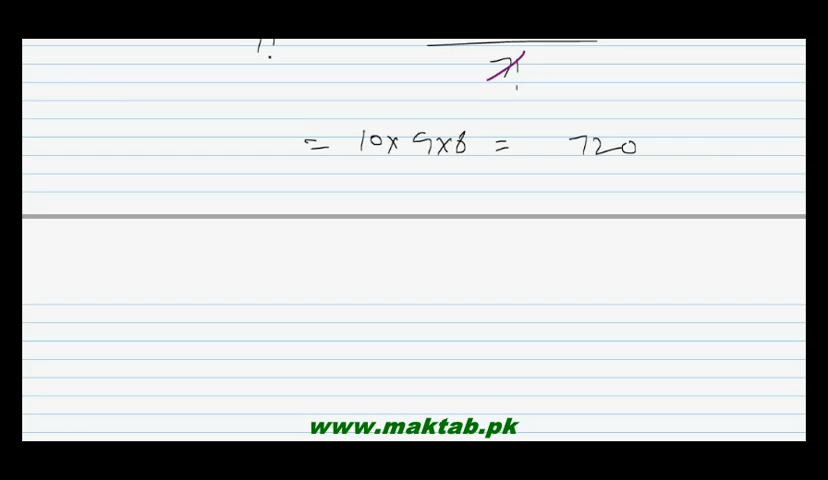 7!
= 10 x 9 x 8 = 720
www.maktab.pk